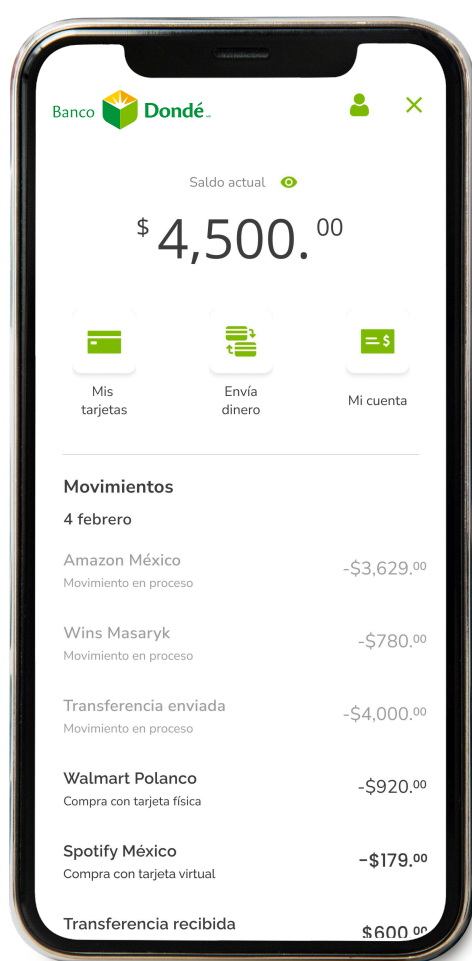 Banco Dondé
Saldo actual
$ 4,500.00
Mis
tarjetas
Envía
dinero
Mi cuenta
Movimientos
4 febrero
Amazon México
-$3,629.00
Movimiento en proceso
Wins Masaryk
-$780.00
Movimiento en proceso
Transferencia enviada
-$4,000.00
Movimiento en proceso
Walmart Polanco
-$920.00
Compra con tarjeta física
Spotify México
-$179.00
Compra con tarjeta virtual
Transferencia recibida
$600.00